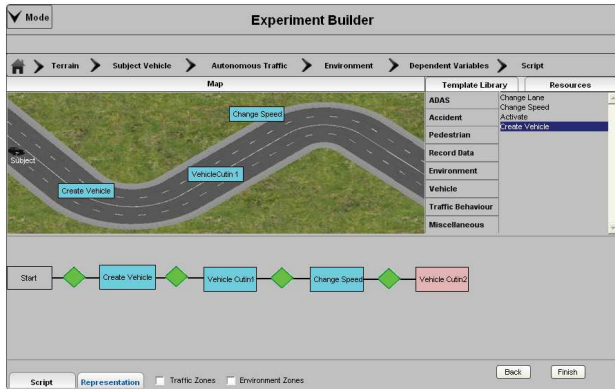 Mode
Experiment Builder
Terrain
Subject Vehicle
Autonomous Traffic
Environment
Dependent Variables
Script
Map
Template Library
Resources
Subject
Create Vehicle
VehicleCutin 1
Change Speed
ADAS
Accident
Pedestrian
Record Data
Environment
Vehicle
Traffic Behaviour
Miscellaneous
Change Lane
Change Speed
Activate
Create Vehicle
Start
Create Vehicle
Vehicle Cutin1
Change Speed
Vehicle Cutin2
Script
Representation
Traffic Zones
Environment Zones
Back
Finish